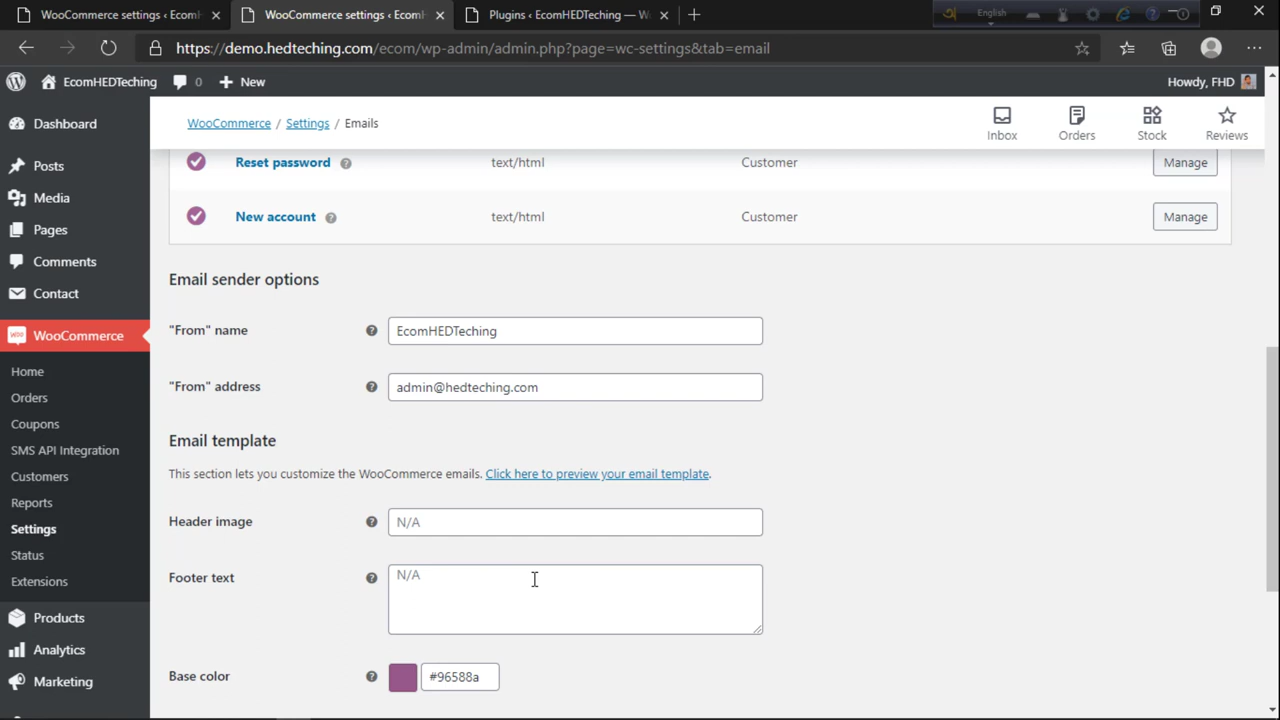 WooCommerce settings ‹ EcomH
WooCommerce settings ‹ EcomH
Plugins ‹ EcomHEDTeching — W
English
https://demo.hedteching.com/ecom/wp-admin/admin.php?page=wc-settings&tab=email
EcomHEDTeching
0
New
Howdy, FHD
Dashboard
Posts
Media
Pages
Comments
Contact
WooCommerce
Home
Orders
Coupons
SMS API Integration
Customers
Reports
Settings
Status
Extensions
Products
Analytics
Marketing
WooCommerce / Settings / Emails
Inbox
Orders
Stock
Reviews
Reset password text/html Customer Manage
New account text/html Customer Manage
Email sender options
"From" name EcomHEDTeching
"From" address admin@hedteching.com
Email template
This section lets you customize the WooCommerce emails. Click here to preview your email template.
Header image N/A
Footer text N/A
Base color #96588a